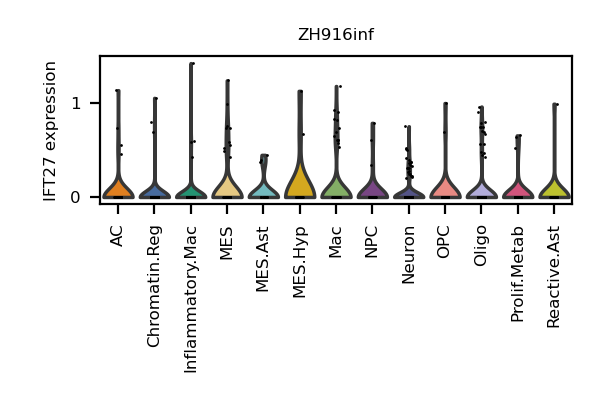 ZH916inf
IFT27 expression
1
0
AC
Chromatin.Reg
Inflammatory.Mac
MES
MES.Ast
MES.Hyp
Mac
NPC
Neuron
OPC
Oligo
Prolif.Metab
Reactive.Ast